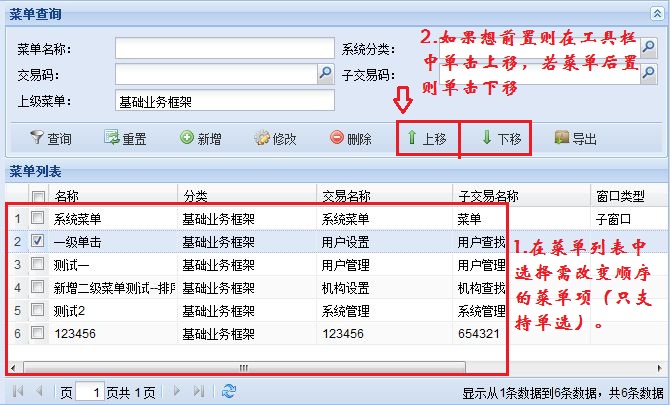 菜单查询
菜单名称：
系统分类：
2.如果想前置则在工具栏
中单击上移，若菜单后置
则单击下移
交易码：
子交易码：
上级菜单：
基础业务框架
查询 重置 新增 修改 删除 上移 下移 导出
菜单列表
名称 分类 交易名称 子交易名称 窗口类型
1 系统菜单 基础业务框架 系统菜单 菜单 子窗口
2 一级单击 基础业务框架 用户设置 用户查找
3 测试一 基础业务框架 用户管理 用户管理
4 新增二级菜单测试--排序 基础业务框架 机构设置 机构查找
5 测试2 基础业务框架 系统管理 系统管理
6 123456 基础业务框架 123456 654321
1.在菜单列表中
选择需改变顺序
的菜单项（只支
持单选）。
页 1 页共 1 页
显示从1条数据到6条数据，共6条数据